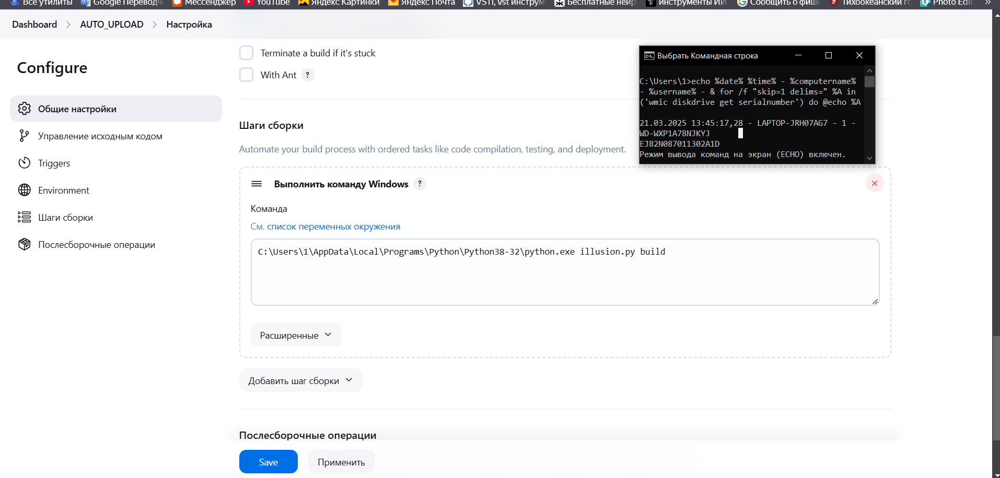 Все утилиты Google Переводч Мессенджер YouTube Яндекс Картинки Яндекс Почта VSTi, vst инструм Бесплатные нейр инструменты ИИ Сообщить о фиш Тихоокеанский го Photo Edit »
Dashboard > AUTO_UPLOAD > Настройка
Configure
Общие настройки
Управление исходным кодом
Triggers
Environment
Шаги сборки
Послесборочные операции
Terminate a build if it's stuck
With Ant ?
Выбрать Командная строка
C:\Users\1>echo %date% %time% - %computername%
- %username% - & for /f "skip=1 delims=" %A in
('wmic diskdrive get serialnumber') do @echo %A
21.03.2025 13:45:17,28 - LAPTOP-JRH07AG7 - 1 -
WD-WXP1A78NJKYJ
EJ82N087011302A1D
Режим вывода команд на экран (ECHO) включен.
Шаги сборки
Automate your build process with ordered tasks like code compilation, testing, and deployment.
Выполнить команду Windows ?
Команда
См. список переменных окружения
C:\Users\1\AppData\Local\Programs\Python\Python38-32\python.exe illusion.py build
Расширенные
Добавить шаг сборки
Послесборочные операции
Save
Применить